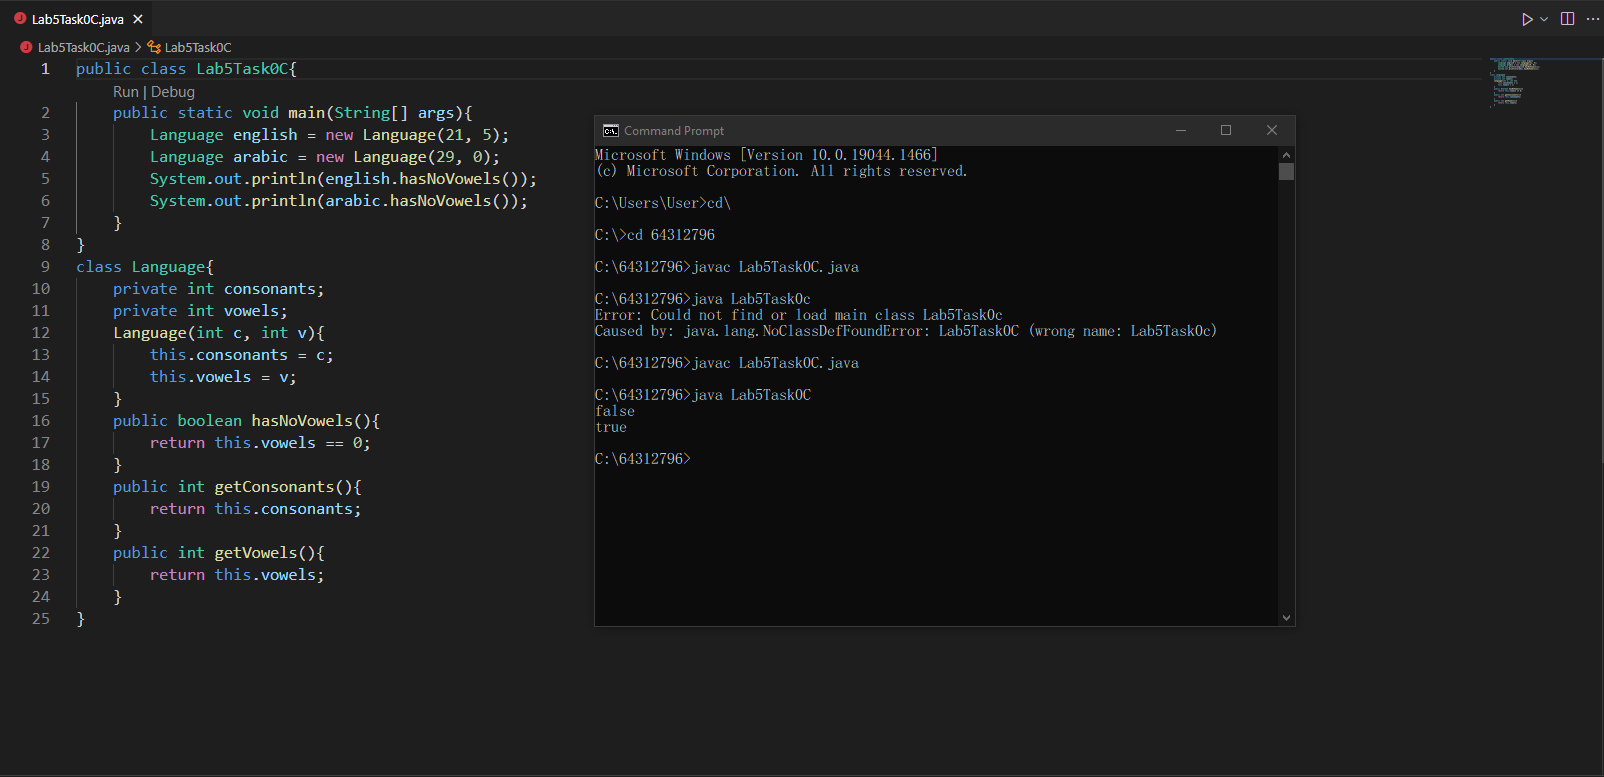 Lab5Task0C.java
Lab5Task0C.java > Lab5Task0C
1 public class Lab5Task0C{
Run | Debug
2 public static void main(String[] args){
3 Language english = new Language(21, 5);
4 Language arabic = new Language(29, 0);
5 System.out.println(english.hasNoVowels());
6 System.out.println(arabic.hasNoVowels());
7 }
8 }
9 class Language{
10 private int consonants;
11 private int vowels;
12 Language(int c, int v){
13 this.consonants = c;
14 this.vowels = v;
15 }
16 public boolean hasNoVowels(){
17 return this.vowels == 0;
18 }
19 public int getConsonants(){
20 return this.consonants;
21 }
22 public int getVowels(){
23 return this.vowels;
24 }
25 }
Command Prompt
Microsoft Windows [Version 10.0.19044.1466]
(c) Microsoft Corporation. All rights reserved.
C:\Users\User>cd\
C:\>cd 64312796
C:\64312796>javac Lab5Task0C.java
C:\64312796>java Lab5Task0c
Error: Could not find or load main class Lab5Task0c
Caused by: java.lang.NoClassDefFoundError: Lab5Task0C (wrong name: Lab5Task0c)
C:\64312796>javac Lab5Task0C.java
C:\64312796>java Lab5Task0C
false
true
C:\64312796>